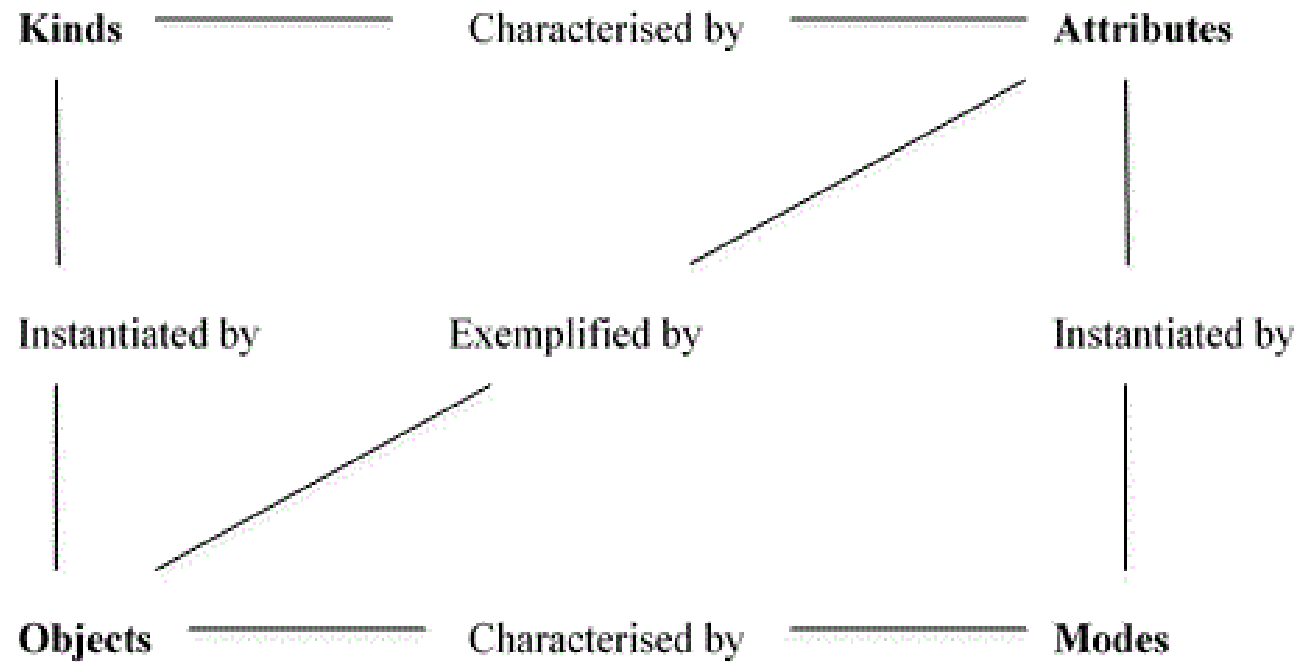 Kinds Characterised by Attributes
Instantiated by Exemplified by Instantiated by
Objects Characterised by Modes